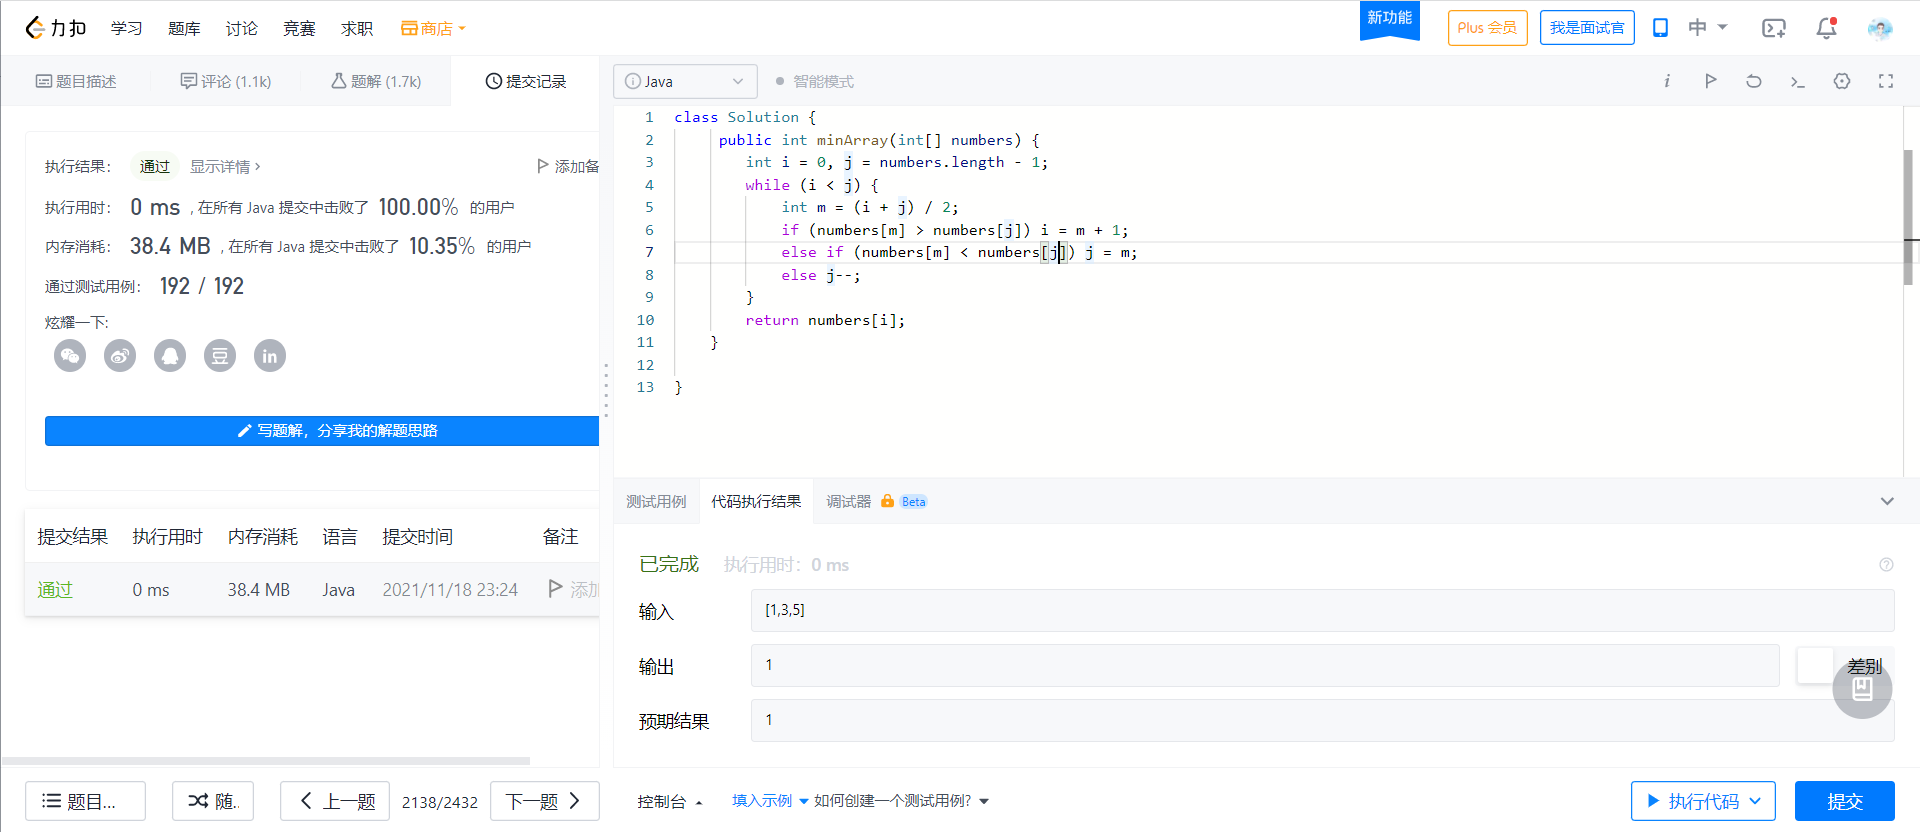 力扣 学习 题库 讨论 竞赛 求职 商店 新功能 Plus 会员 我是面试官 中
题目描述 评论 (1.1k) 题解 (1.7k) 提交记录
执行结果： 通过 显示详情 › 添加备
执行用时： 0 ms , 在所有 Java 提交中击败了 100.00% 的用户
内存消耗： 38.4 MB , 在所有 Java 提交中击败了 10.35% 的用户
通过测试用例： 192 / 192
炫耀一下:
豆 in
写题解，分享我的解题思路
提交结果 执行用时 内存消耗 语言 提交时间 备注
通过 0 ms 38.4 MB Java 2021/11/18 23:24 添加
题目... 随.. 上一题 2138/2432 下一题
Java 智能模式
1 class Solution {
2 public int minArray(int[] numbers) {
3 int i = 0, j = numbers.length - 1;
4 while (i < j) {
5 int m = (i + j) / 2;
6 if (numbers[m] > numbers[j]) i = m + 1;
7 else if (numbers[m] < numbers[j]) j = m;
8 else j--;
9 }
10 return numbers[i];
11 }
12
13 }
测试用例 代码执行结果 调试器 Beta
已完成 执行用时：0 ms
输入 [1,3,5]
输出 1 差别
预期结果 1
控制台 填入示例 如何创建一个测试用例? 执行代码 提交